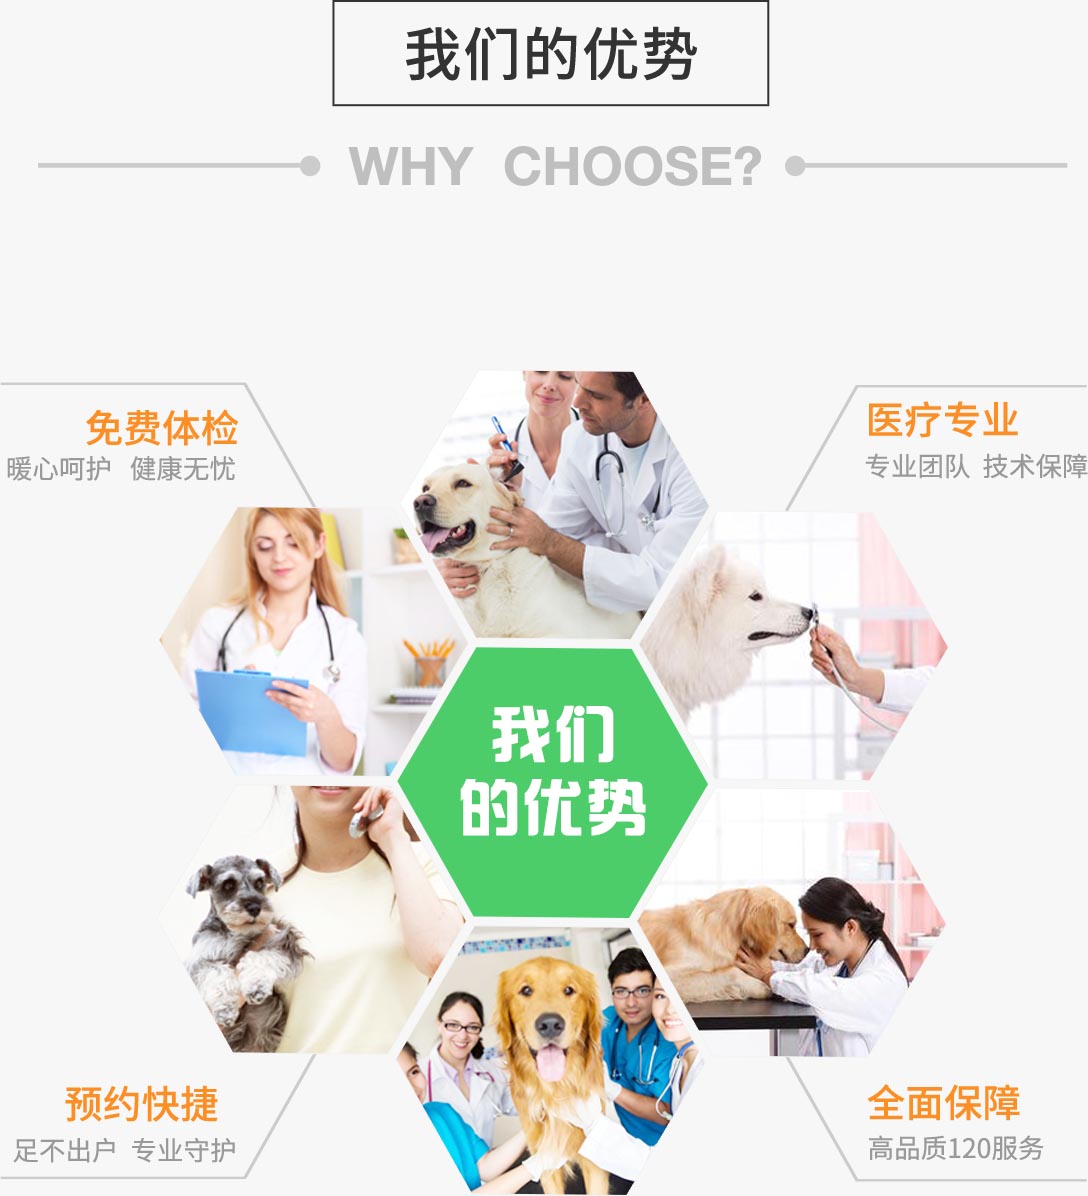 我们的优势
WHY CHOOSE?
免费体检
暖心呵护 健康无忧
医疗专业
专业团队 技术保障
我们
的优势
预约快捷
足不出户 专业守护
全面保障
高品质120服务